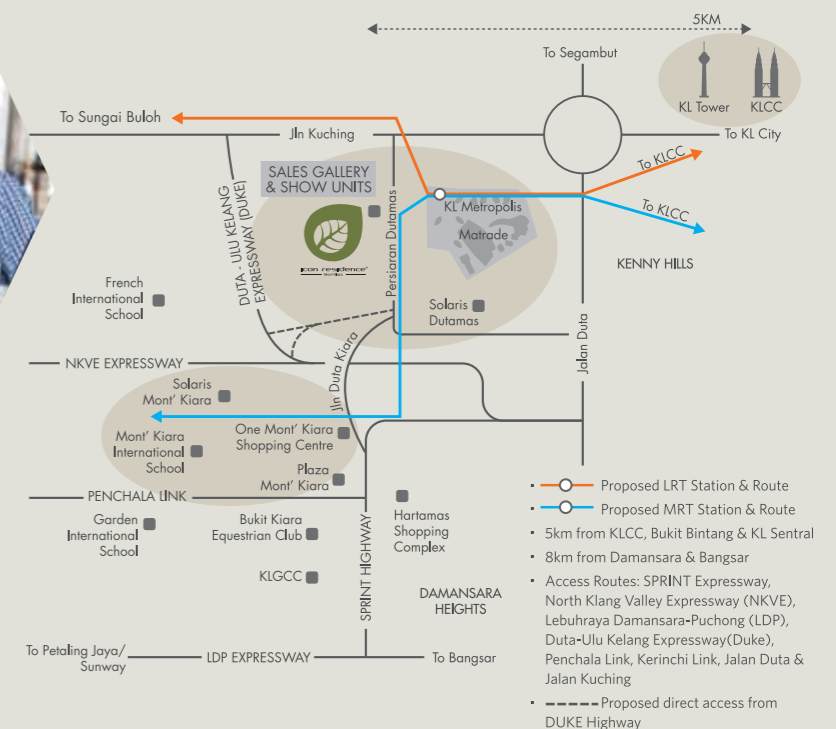 5KM
To Segambut
KL Tower
KLCC
To Sungai Buloh
Jln Kuching
To KL City
To KLCC
To KLCC
SALES GALLERY
& SHOW UNITS
DUTA - ULU KELANG
EXPRESSWAY (DUKE)
Persiaran Dutamas
KL Metropolis
Matrade
icon residence
KENNY HILLS
French
International
School
Solaris
Dutamas
Jalan Duta
NKVE EXPRESSWAY
Jln Duta Kiara
Solaris
Mont' Kiara
Mont' Kiara
International
School
One Mont' Kiara
Shopping Centre
Plaza
Mont' Kiara
PENCHALA LINK
Garden
International
School
Bukit Kiara
Equestrian Club
Hartamas
Shopping
Complex
KLGCC
SPRINT HIGHWAY
DAMANSARA
HEIGHTS
To Petaling Jaya/
Sunway
LDP EXPRESSWAY
To Bangsar
Proposed LRT Station & Route
Proposed MRT Station & Route
5km from KLCC, Bukit Bintang & KL Sentral
8km from Damansara & Bangsar
Access Routes: SPRINT Expressway,
North Klang Valley Expressway (NKVE),
Lebuhraya Damansara-Puchong (LDP),
Duta-Ulu Kelang Expressway(Duke),
Penchala Link, Kerinchi Link, Jalan Duta &
Jalan Kuching
Proposed direct access from
DUKE Highway